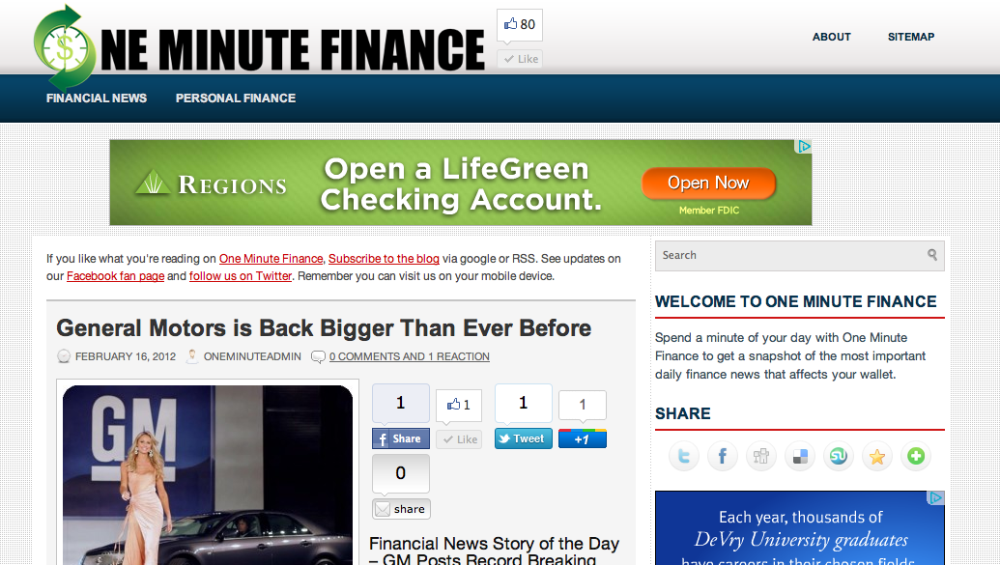 NE MINUTE FINANCE
80
Like
ABOUT
SITEMAP
FINANCIAL NEWS
PERSONAL FINANCE
REGIONS
Open a LifeGreen
Checking Account.
Open Now
Member FDIC
If you like what you're reading on One Minute Finance, Subscribe to the blog via google or RSS. See updates on
our Facebook fan page and follow us on Twitter. Remember you can visit us on your mobile device.
General Motors is Back Bigger Than Ever Before
FEBRUARY 16, 2012 ONEMINUTEADMIN 0 COMMENTS AND 1 REACTION
GM
1
1
1
1
Share
Like
Tweet
+1
0
share
Financial News Story of the Day
– GM Posts Record Breaking
Search
WELCOME TO ONE MINUTE FINANCE
Spend a minute of your day with One Minute
Finance to get a snapshot of the most important
daily finance news that affects your wallet.
SHARE
Each year, thousands of
DeVry University graduates
have careers in their chosen fields